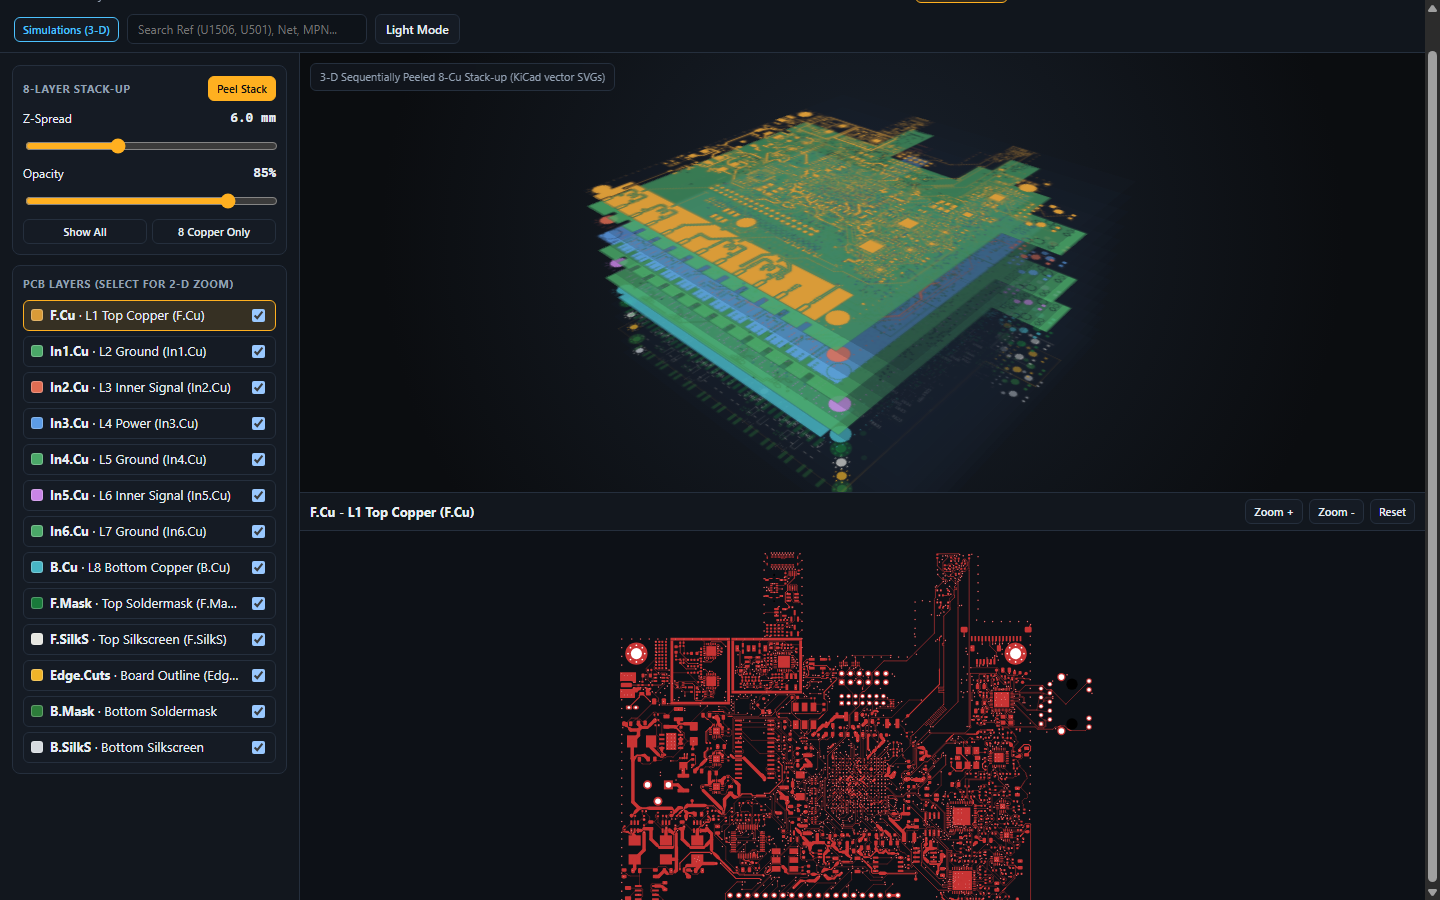 Simulations (3-D)
Search Ref (U1506, U501), Net, MPN...
Light Mode
8-LAYER STACK-UP
Peel Stack
Z-Spread
6.0 mm
Opacity
85%
Show All
8 Copper Only
PCB LAYERS (SELECT FOR 2-D ZOOM)
F.Cu · L1 Top Copper (F.Cu)
In1.Cu · L2 Ground (In1.Cu)
In2.Cu · L3 Inner Signal (In2.Cu)
In3.Cu · L4 Power (In3.Cu)
In4.Cu · L5 Ground (In4.Cu)
In5.Cu · L6 Inner Signal (In5.Cu)
In6.Cu · L7 Ground (In6.Cu)
B.Cu · L8 Bottom Copper (B.Cu)
F.Mask · Top Soldermask (F.Ma...
F.SilkS · Top Silkscreen (F.SilkS)
Edge.Cuts · Board Outline (Edg...
B.Mask · Bottom Soldermask
B.SilkS · Bottom Silkscreen
3-D Sequentially Peeled 8-Cu Stack-up (KiCad vector SVGs)
F.Cu - L1 Top Copper (F.Cu)
Zoom +
Zoom -
Reset